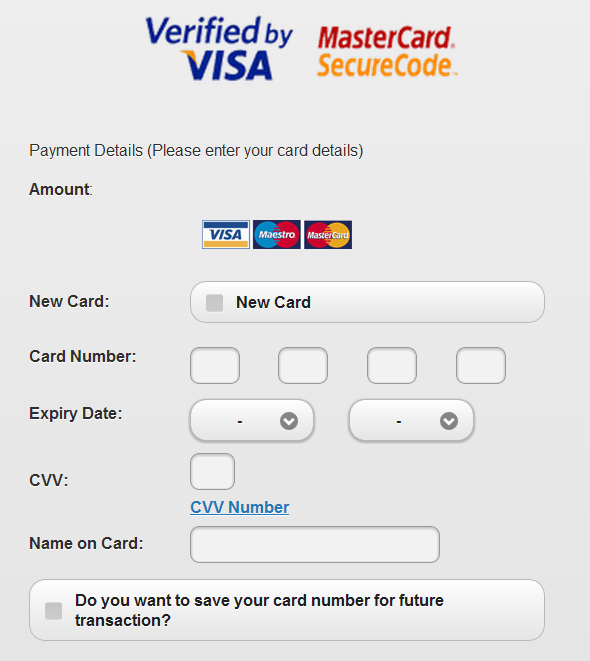 Verified by
VISA
MasterCard.
SecureCode™
Payment Details (Please enter your card details)
Amount:
VISA
Maestro
MasterCard
New Card:
New Card
Card Number:
Expiry Date:
-
-
CVV:
CVV Number
Name on Card:
Do you want to save your card number for future
transaction?